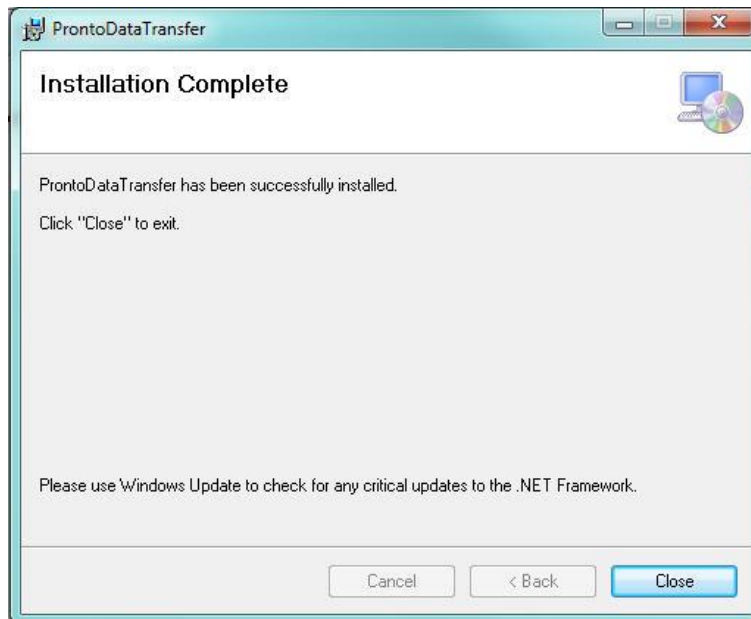 ProntoDataTransfer
Installation Complete
ProntoDataTransfer has been successfully installed.
Click "Close" to exit.
Please use Windows Update to check for any critical updates to the .NET Framework.
Cancel
< Back
Close